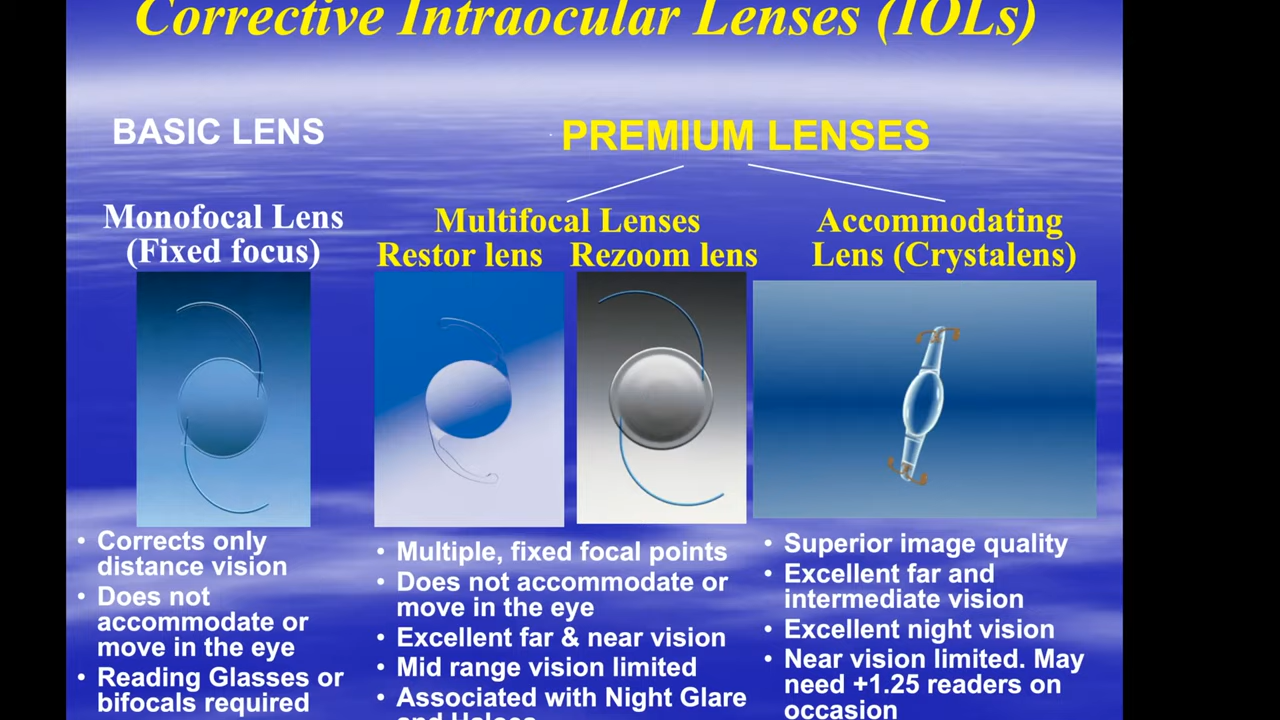 Corrective Intraocular Lenses (IOLs)
BASIC LENS
PREMIUM LENSES
Monofocal Lens
(Fixed focus)
Multifocal Lenses
Restor lens Rezoom lens
Accommodating
Lens (Crystalens)
• Corrects only
distance vision
• Does not
accommodate or
move in the eye
• Reading Glasses or
bifocals required
• Multiple, fixed focal points
• Does not accommodate or
move in the eye
• Excellent far & near vision
• Mid range vision limited
• Associated with Night Glare
and Haloes
• Superior image quality
• Excellent far and
intermediate vision
• Excellent night vision
• Near vision limited. May
need +1.25 readers on
occasion